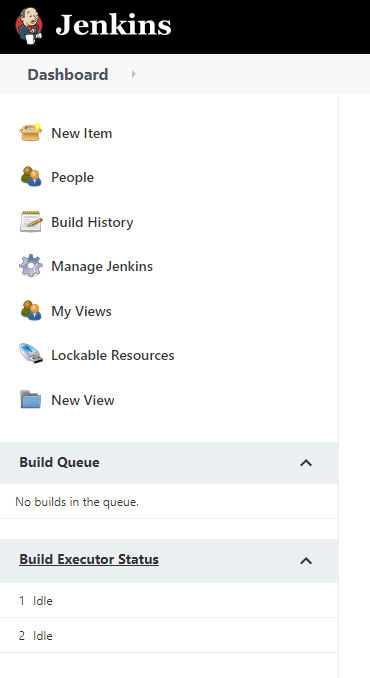 Jenkins
Dashboard
New Item
People
Build History
Manage Jenkins
My Views
Lockable Resources
New View
Build Queue
No builds in the queue.
Build Executor Status
1 Idle
2 Idle